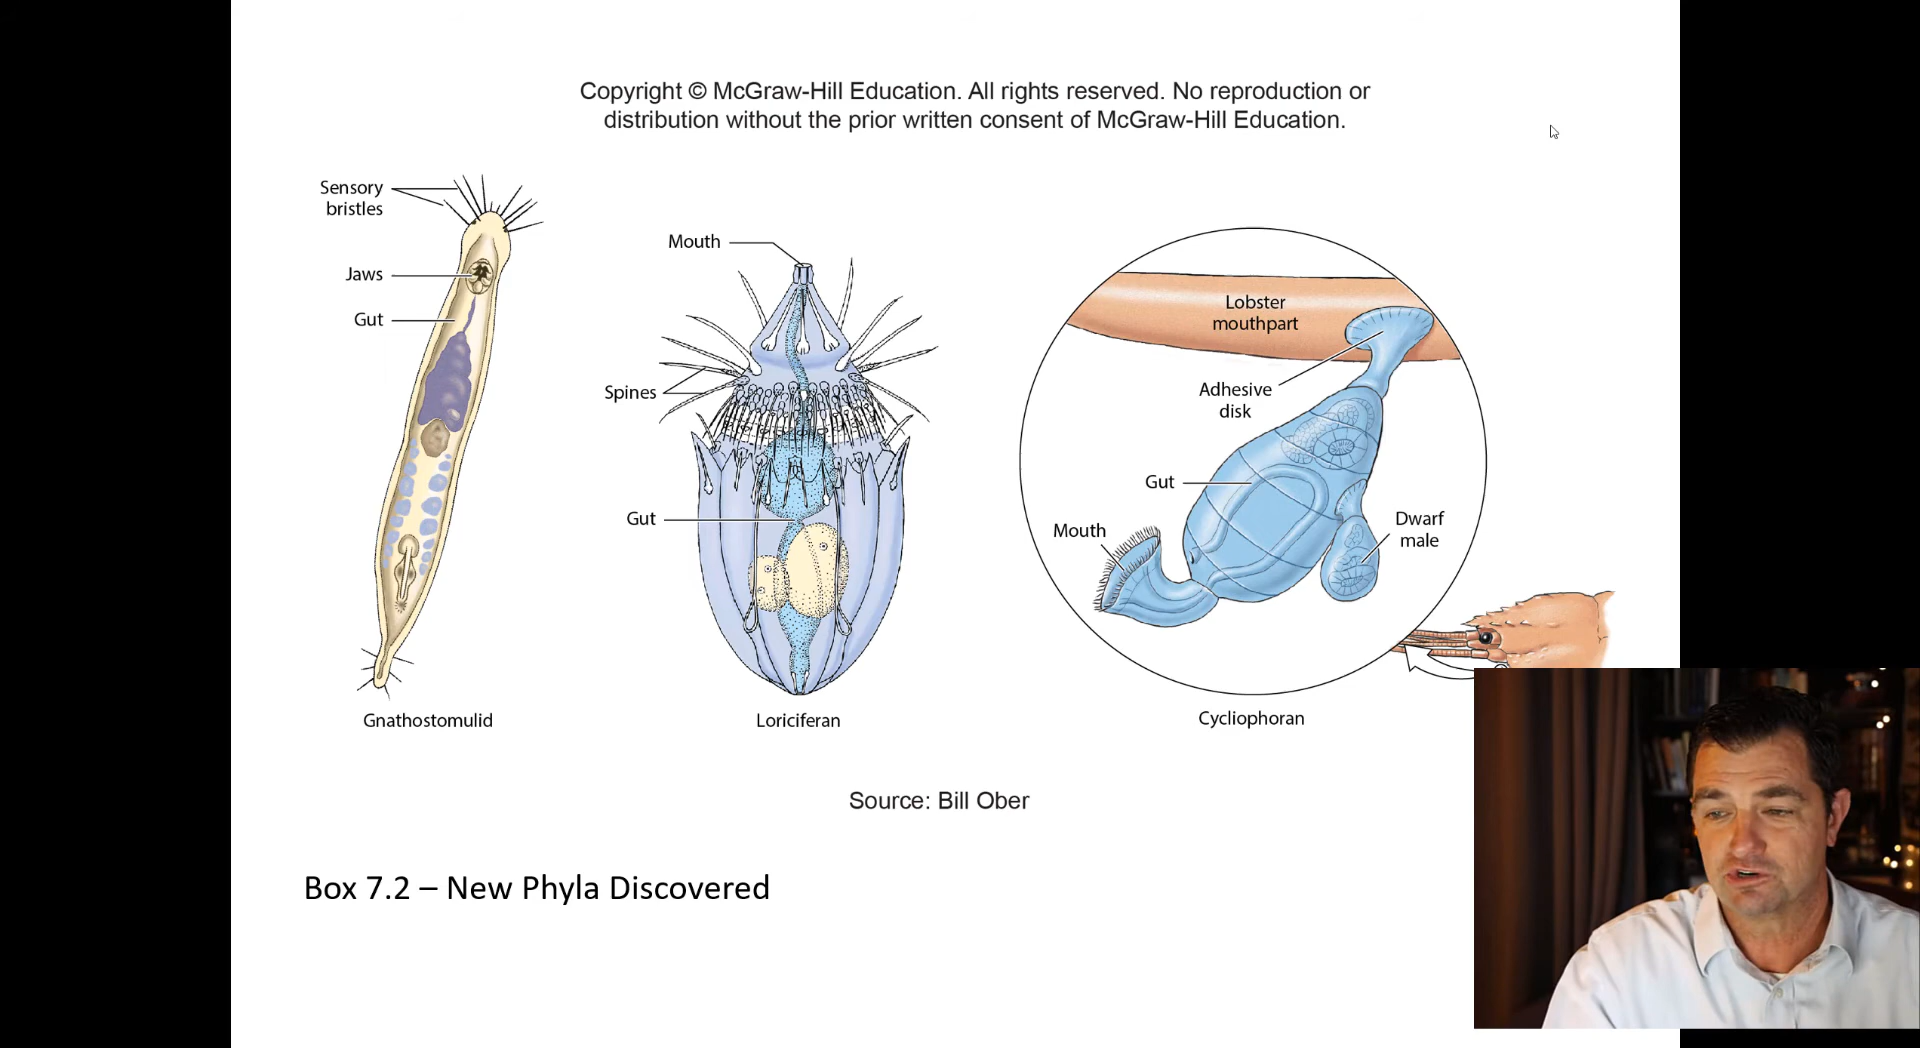 Copyright © McGraw-Hill Education. All rights reserved. No reproduction or
distribution without the prior written consent of McGraw-Hill Education.
Sensory
bristles
Jaws
Gut
Gnathostomulid
Mouth
Spines
Gut
Loriciferan
Lobster
mouthpart
Adhesive
disk
Gut
Mouth
Dwarf
male
Cycliophoran
Source: Bill Ober
Box 7.2 – New Phyla Discovered